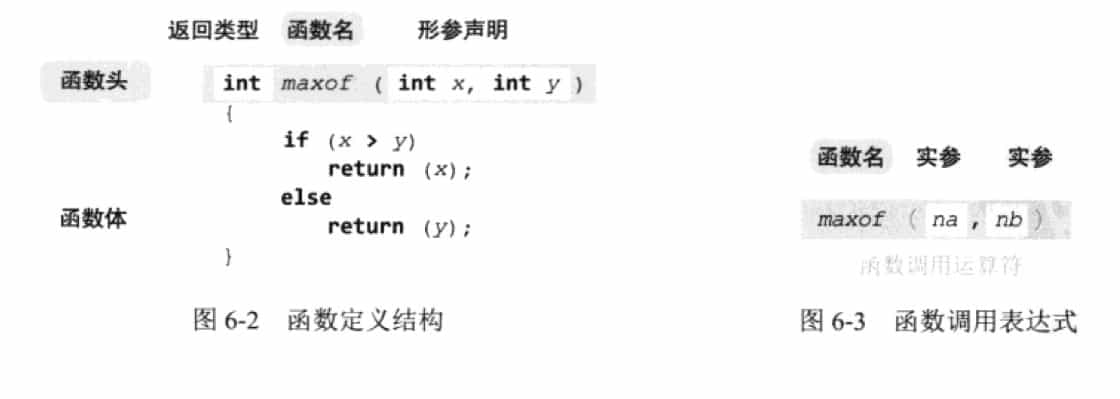 返回类型 函数名 形参声明
函数头 int maxof ( int x, int y )
{
if (x > y)
return (x);
else
函数体 return (y);
}
图 6-2 函数定义结构
函数名 实参 实参
maxof ( na , nb )
函数调用运算符
图 6-3 函数调用表达式